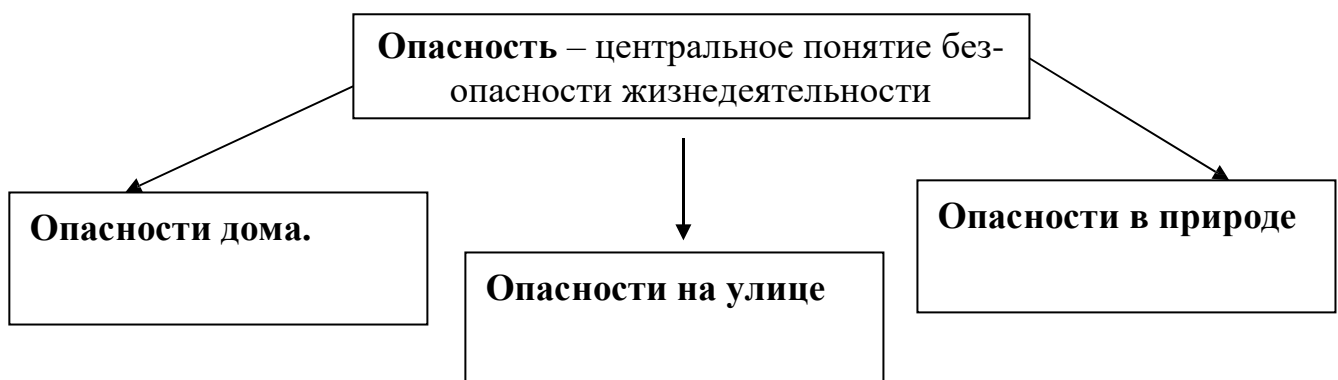 Опасность – центральное понятие без-
опасности жизнедеятельности
Опасности дома.
Опасности на улице
Опасности в природе